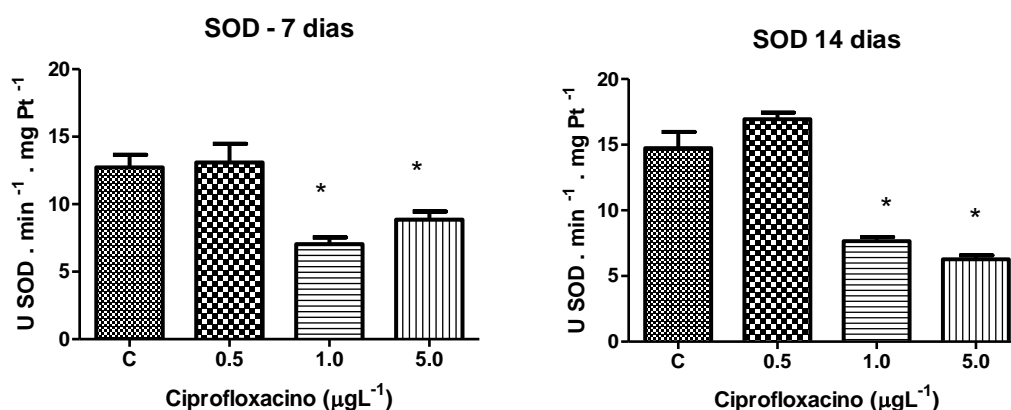 SOD - 7 dias
U SOD . min⁻¹ . mg Pt⁻¹
20
15
10
5
0
*
*
C 0.5 1.0 5.0
Ciprofloxacino (µgL⁻¹)
SOD 14 dias
U SOD . min⁻¹ . mg Pt⁻¹
20
15
10
5
0
*
*
C 0.5 1.0 5.0
Ciprofloxacino (µgL⁻¹)